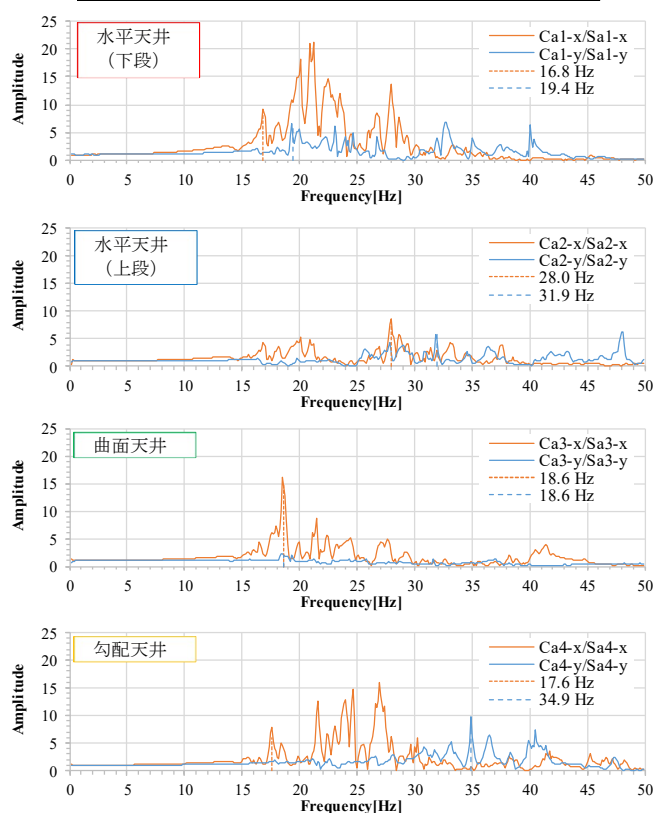 25
20
15
10
5
0
Amplitude
水平天井
（下段）
Ca1-x/Sa1-x
Ca1-y/Sa1-y
16.8 Hz
19.4 Hz
0 5 10 15 20 25 30 35 40 45 50
Frequency[Hz]
25
20
15
10
5
0
Amplitude
水平天井
（上段）
Ca2-x/Sa2-x
Ca2-y/Sa2-y
28.0 Hz
31.9 Hz
0 5 10 15 20 25 30 35 40 45 50
Frequency[Hz]
25
20
15
10
5
0
Amplitude
曲面天井
Ca3-x/Sa3-x
Ca3-y/Sa3-y
18.6 Hz
18.6 Hz
0 5 10 15 20 25 30 35 40 45 50
Frequency[Hz]
25
20
15
10
5
0
Amplitude
勾配天井
Ca4-x/Sa4-x
Ca4-y/Sa4-y
17.6 Hz
34.9 Hz
0 5 10 15 20 25 30 35 40 45 50
Frequency[Hz]